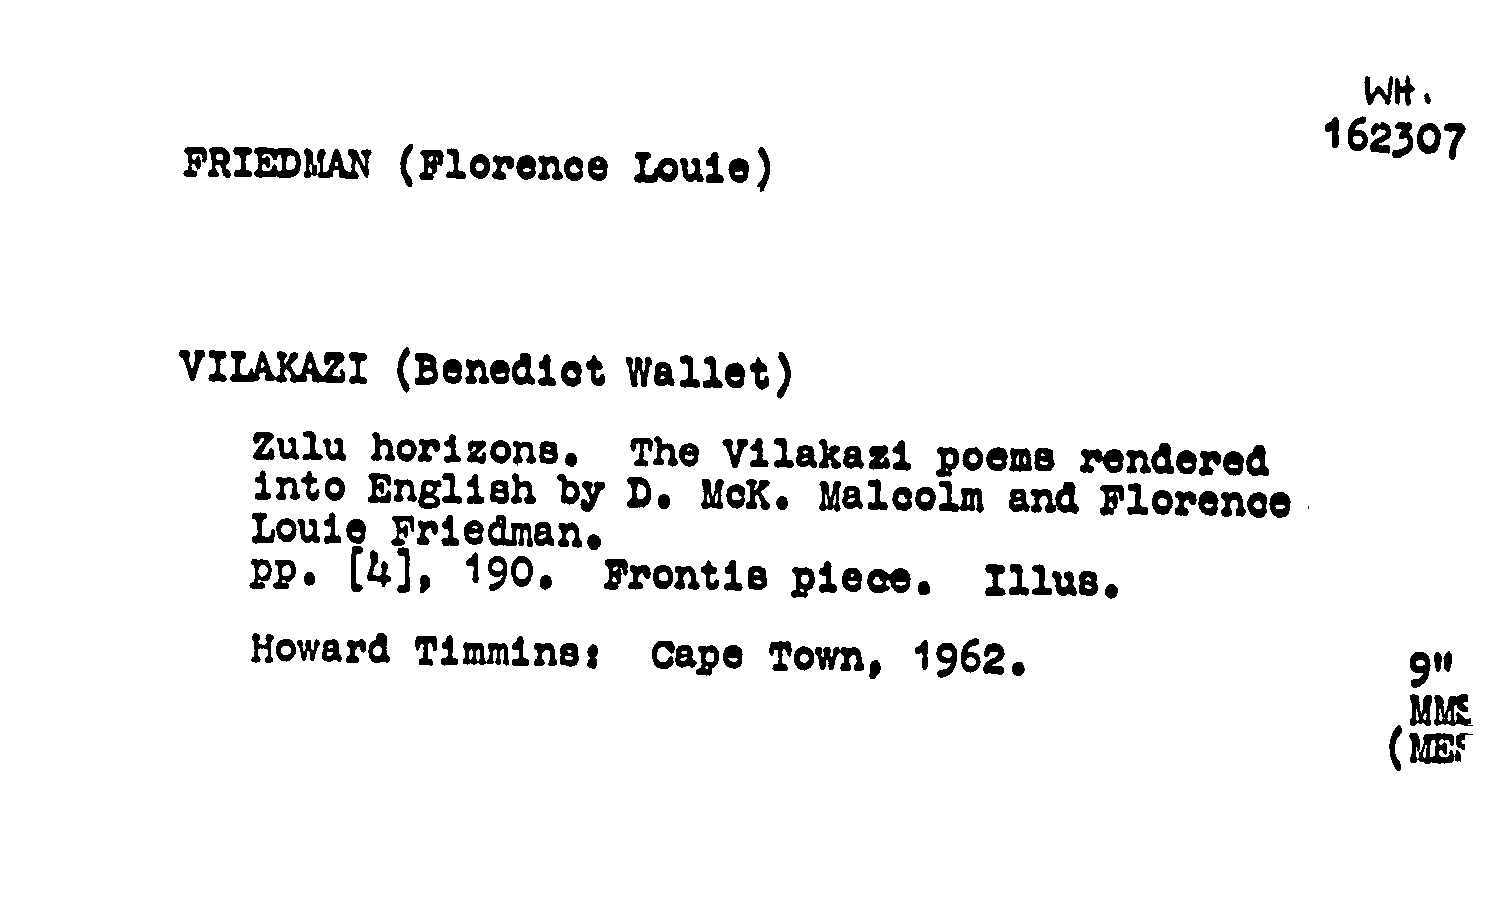 WH.
162307
FRIEDMAN (Florence Louie)
VILAKAZI (Benedict Wallet)
Zulu horizons. The Vilakazi poems rendered
into English by D. McK. Malcolm and Florence
Louie Friedman.
pp. [4], 190. Frontis piece. Illus.
Howard Timmins: Cape Town, 1962.
9"
MMS
(MES